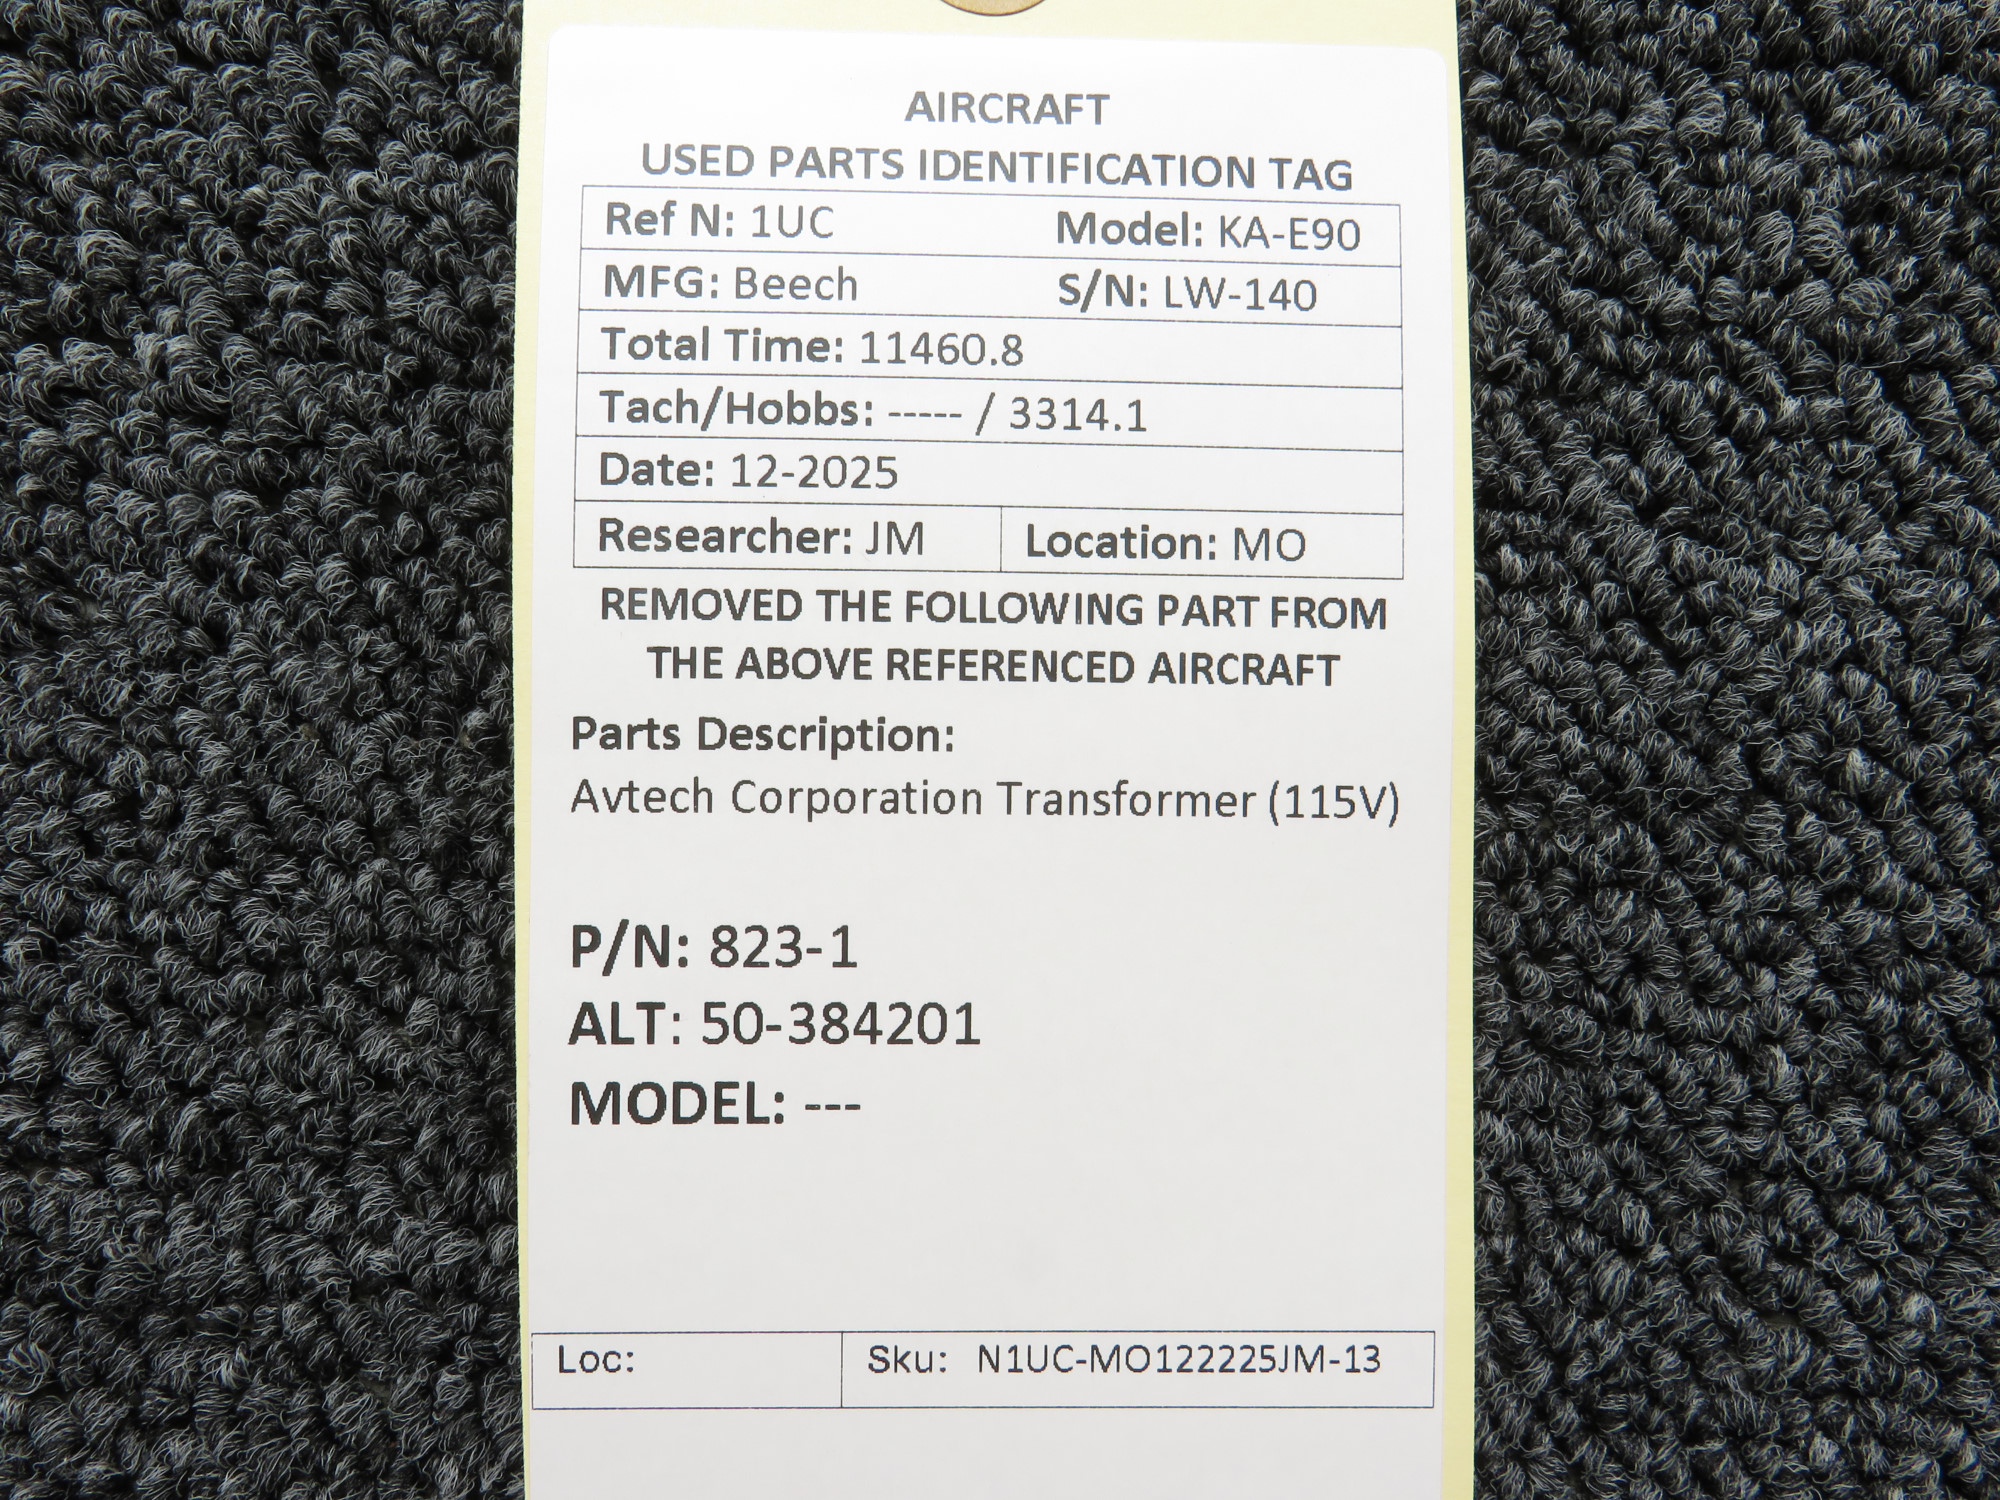 AIRCRAFT
USED PARTS IDENTIFICATION TAG
Ref N: 1UC Model: KA-E90
MFG: Beech S/N: LW-140
Total Time: 11460.8
Tach/Hobbs: ----- / 3314.1
Date: 12-2025
Researcher: JM Location: MO
REMOVED THE FOLLOWING PART FROM
THE ABOVE REFERENCED AIRCRAFT
Parts Description:
Avtech Corporation Transformer (115V)
P/N: 823-1
ALT: 50-384201
MODEL: ---
Loc: Sku: N1UC-MO122225JM-13